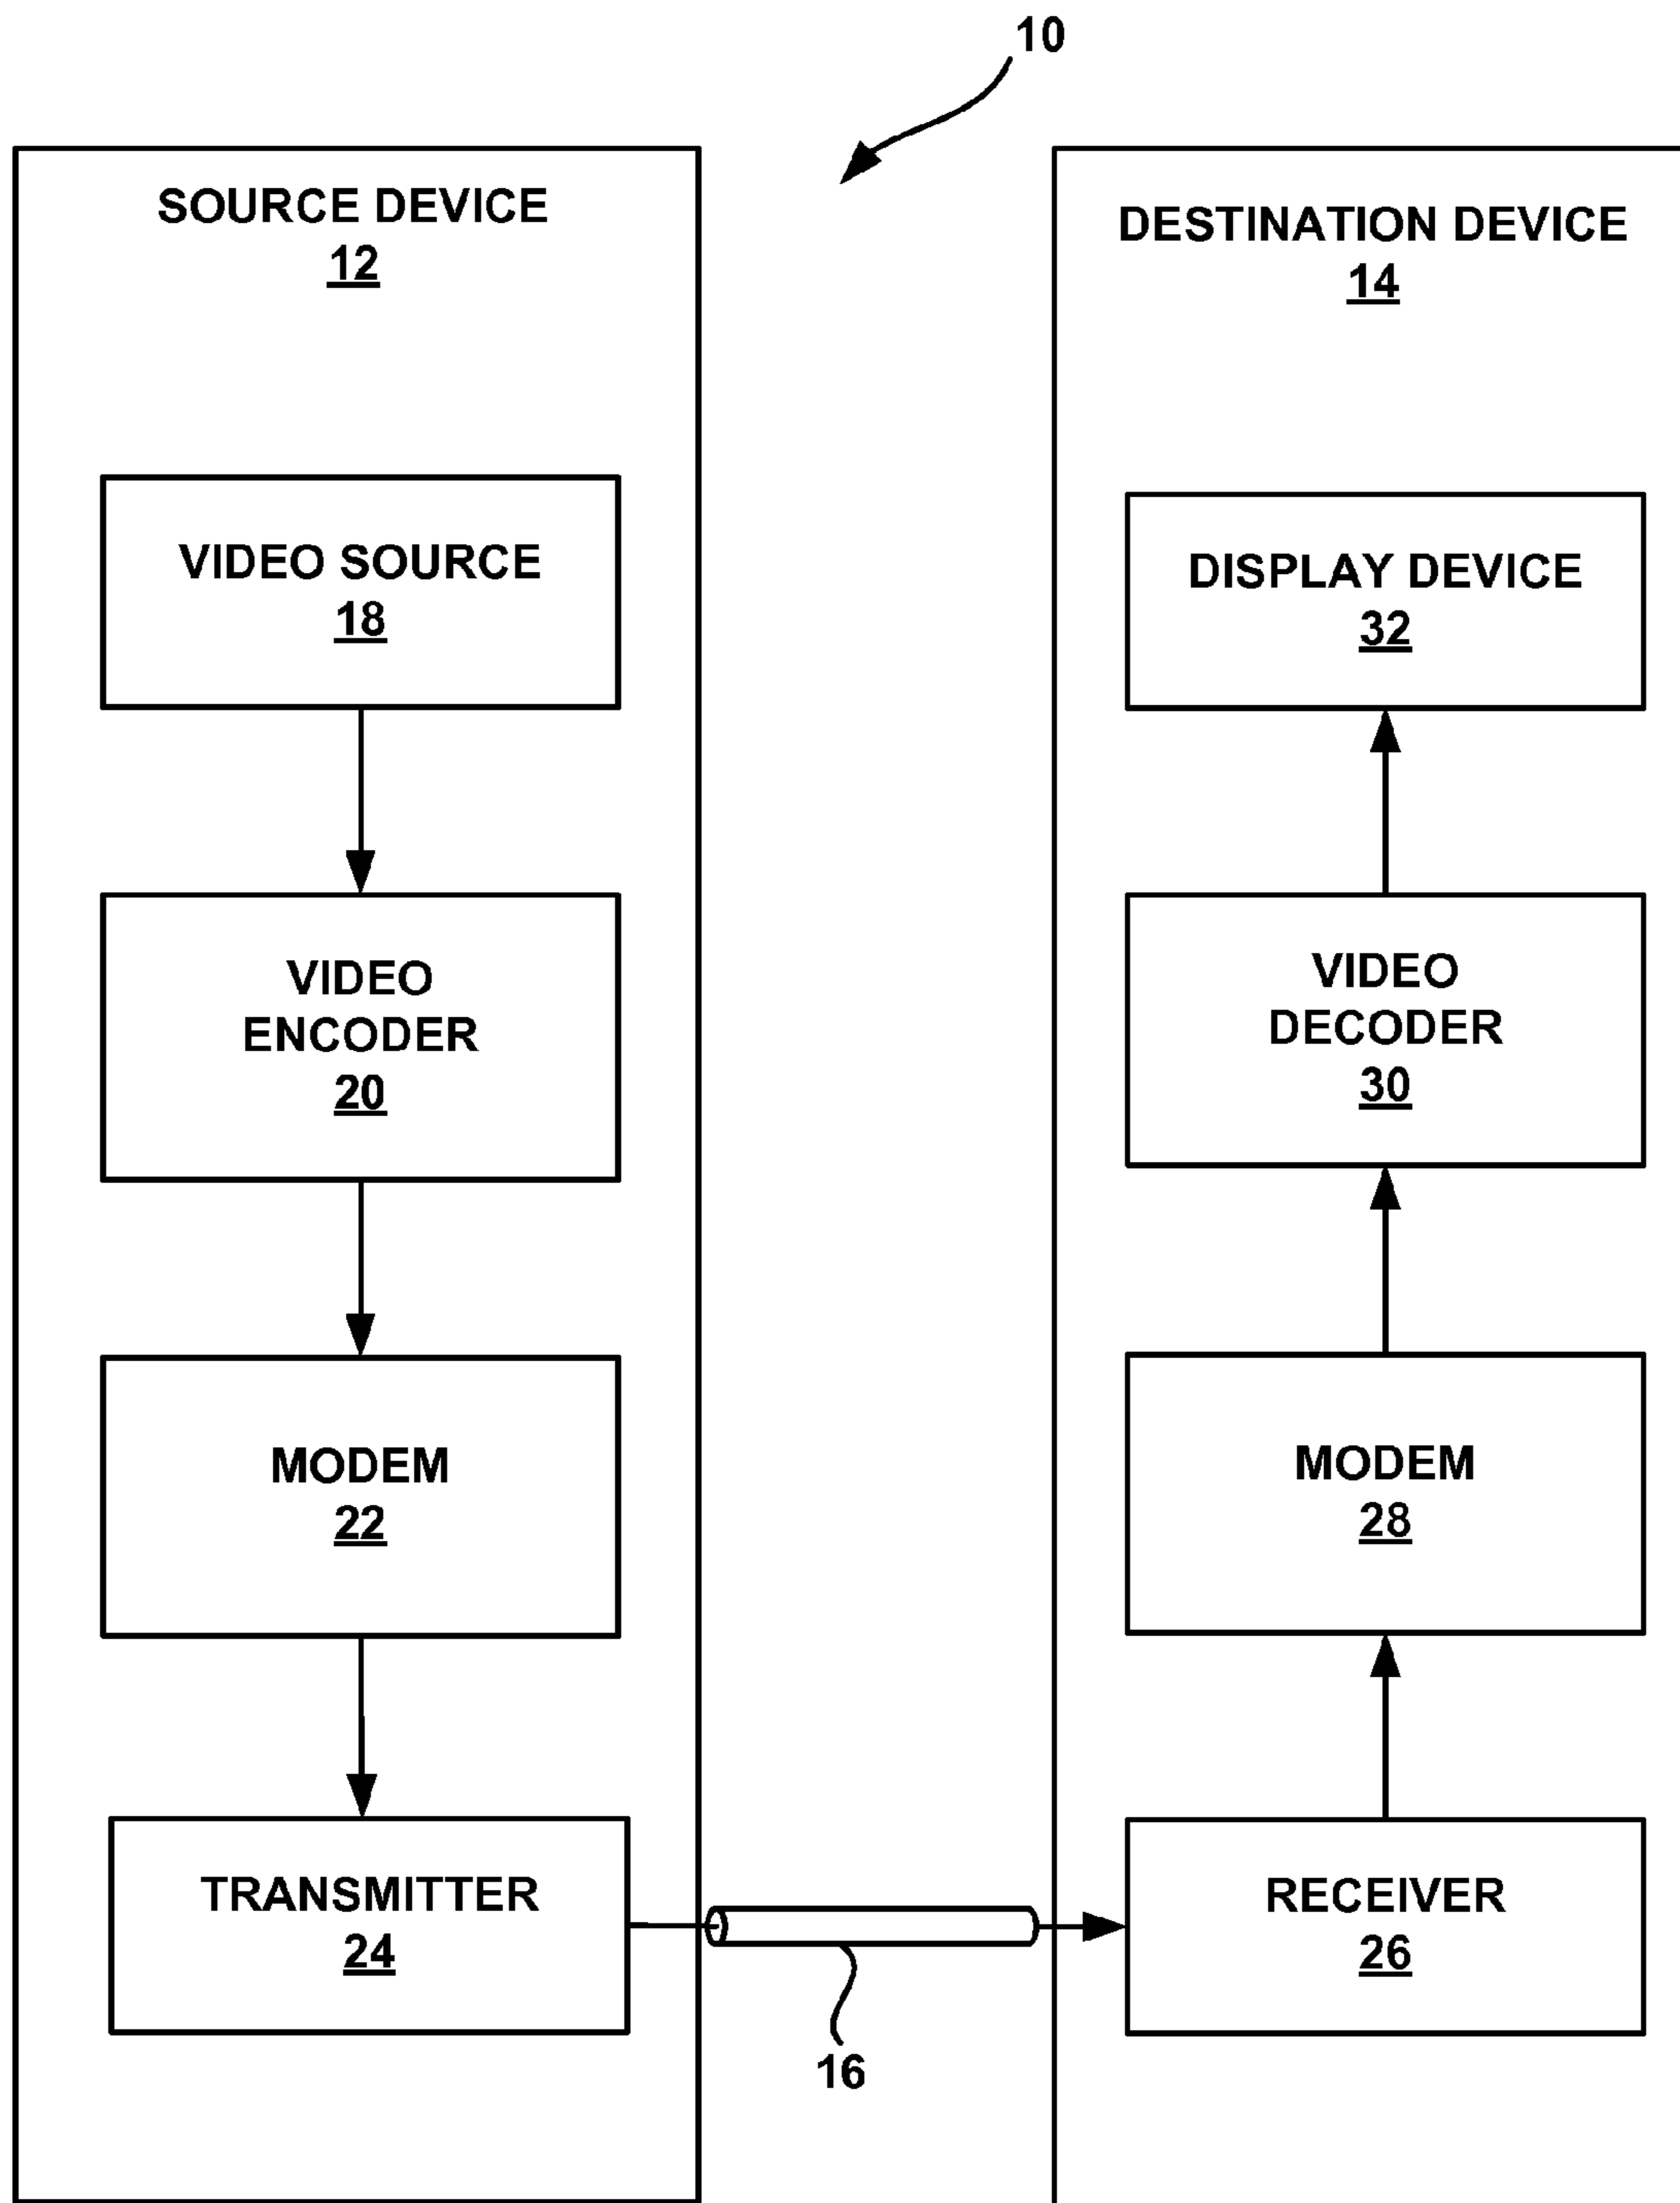 10
SOURCE DEVICE
12
VIDEO SOURCE
18
VIDEO
ENCODER
20
MODEM
22
TRANSMITTER
24
16
DESTINATION DEVICE
14
DISPLAY DEVICE
32
VIDEO
DECODER
30
MODEM
28
RECEIVER
26